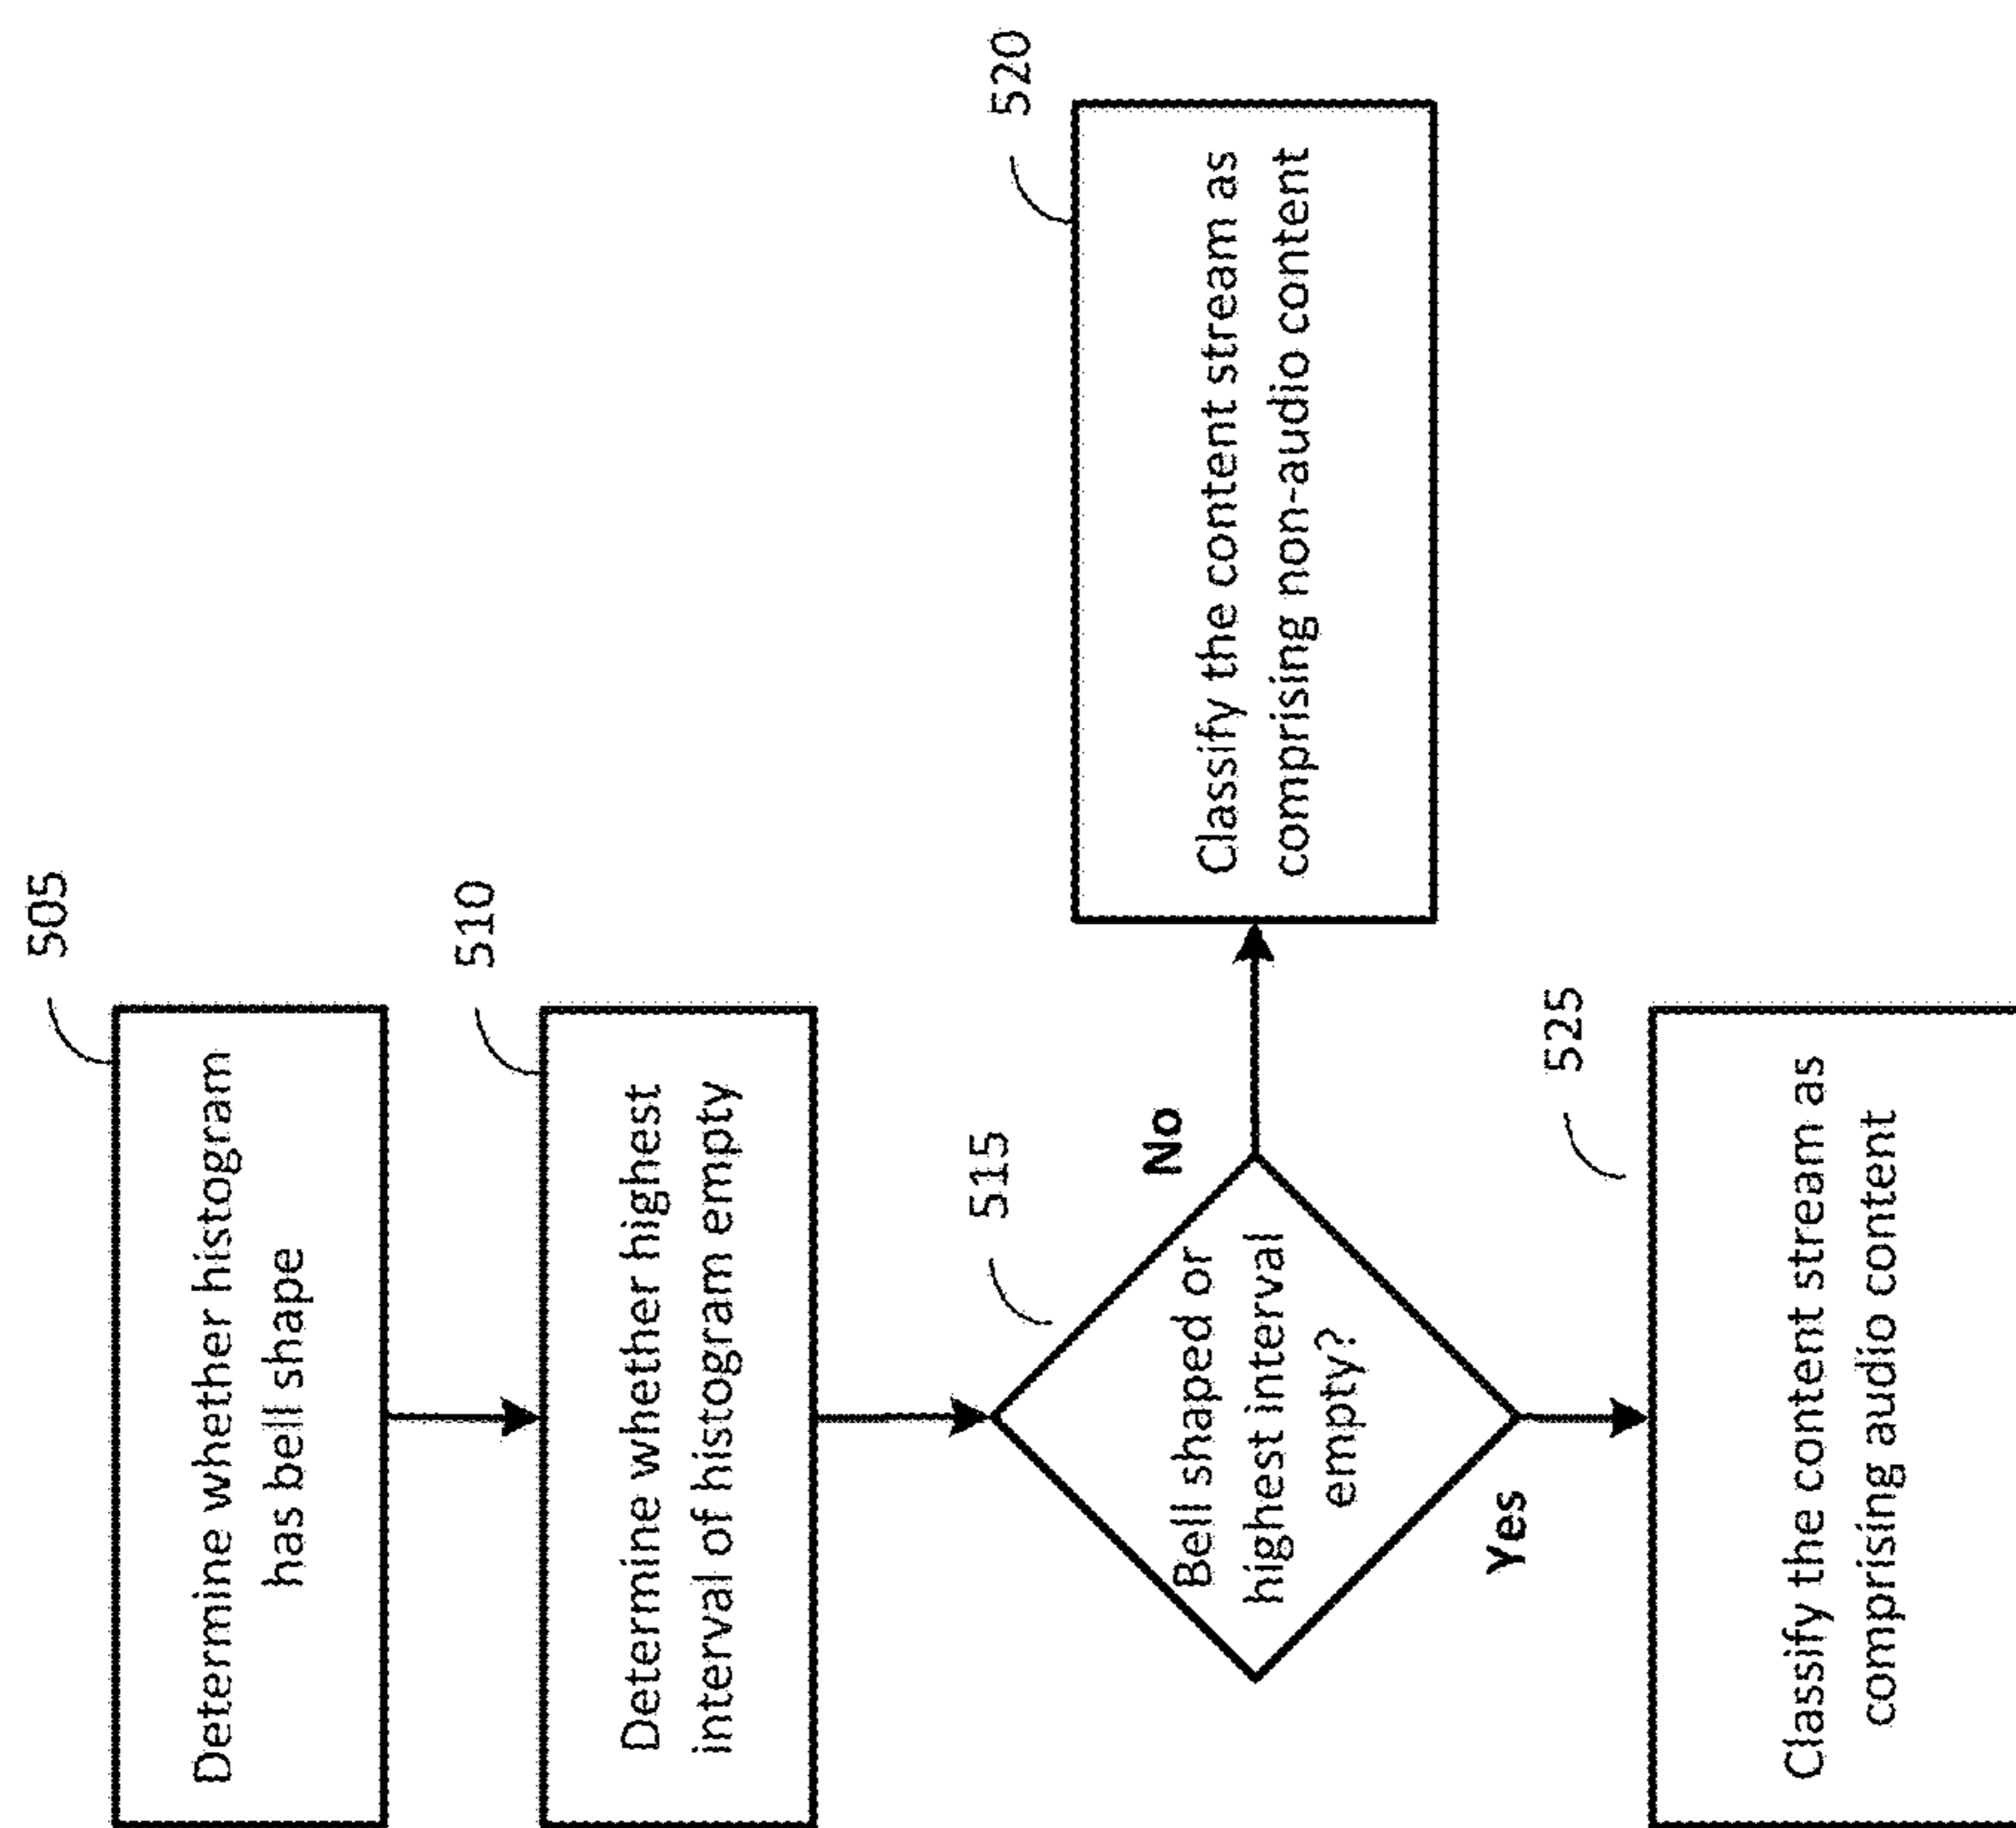 505
Determine whether histogram
has bell shape
510
Determine whether highest
interval of histogram empty
515
Bell shaped or
highest interval
empty?
No
520
Classify the content stream as
comprising non-audio content
Yes
525
Classify the content stream as
comprising audio content